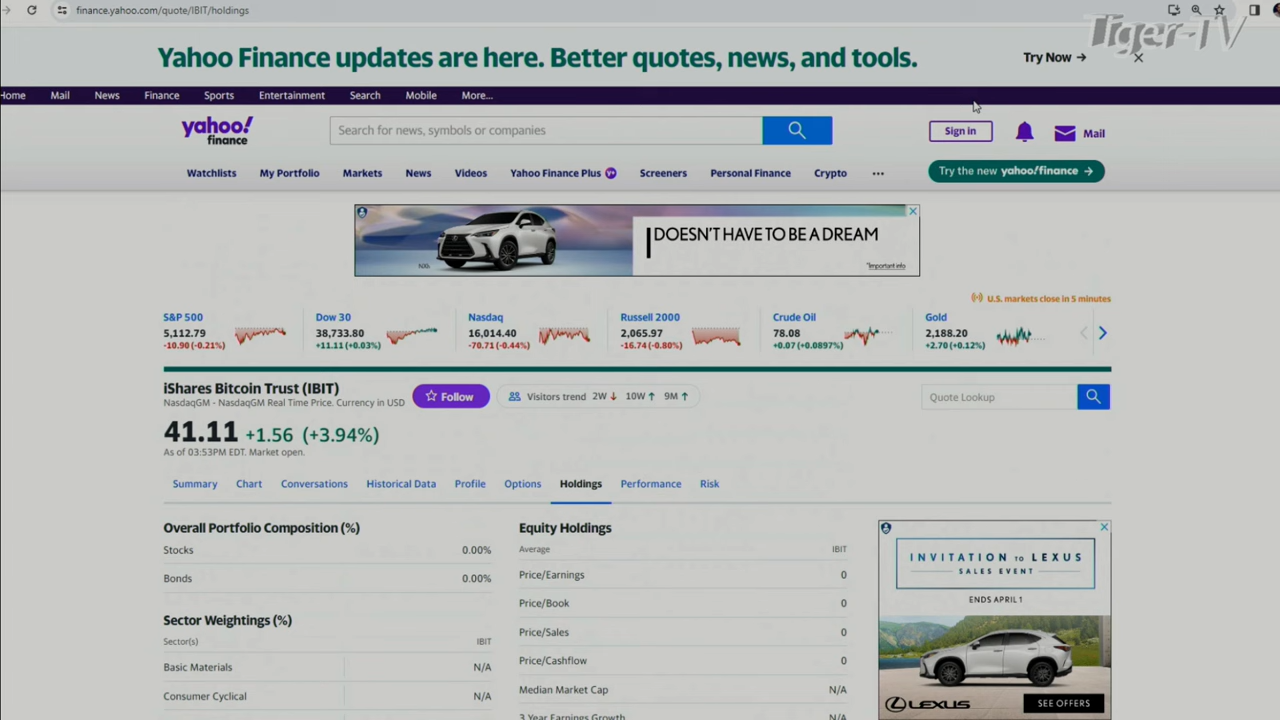 finance.yahoo.com/quote/IBIT/holdings
Tiger-TV
Yahoo Finance updates are here. Better quotes, news, and tools.
Try Now →
Home Mail News Finance Sports Entertainment Search Mobile More...
yahoo!
finance
Search for news, symbols or companies
Sign in
Mail
Watchlists My Portfolio Markets News Videos Yahoo Finance Plus Screeners Personal Finance Crypto ...
Try the new yahoo!finance →
DOESN'T HAVE TO BE A DREAM
*Important info
U.S. markets close in 5 minutes
S&P 500 Dow 30 Nasdaq Russell 2000 Crude Oil Gold
5,112.79 38,733.80 16,014.40 2,065.97 78.08 2,188.20
-10.90 (-0.21%) +11.11 (+0.03%) -70.71 (-0.44%) -16.74 (-0.80%) +0.07 (+0.0897%) +2.70 (+0.12%)
iShares Bitcoin Trust (IBIT)
NasdaqGM - NasdaqGM Real Time Price. Currency in USD
Follow
Visitors trend 2W ↓ 10W ↑ 9M ↑
Quote Lookup
41.11 +1.56 (+3.94%)
As of 03:53PM EDT. Market open.
Summary Chart Conversations Historical Data Profile Options Holdings Performance Risk
Overall Portfolio Composition (%)
Stocks 0.00%
Bonds 0.00%
Sector Weightings (%)
Sector(s) IBIT
Basic Materials N/A
Consumer Cyclical N/A
Equity Holdings
Average IBIT
Price/Earnings 0
Price/Book 0
Price/Sales 0
Price/Cashflow 0
Median Market Cap N/A
3 Year Earnings Growth N/A
INVITATION TO LEXUS
SALES EVENT
ENDS APRIL 1
LEXUS
SEE OFFERS